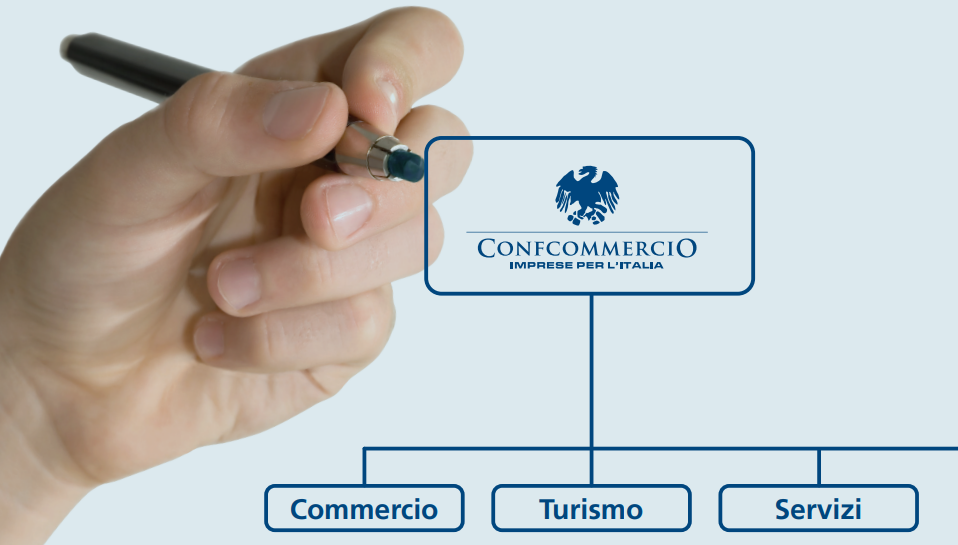 CONFCOMMERCIO
IMPRESE PER L'ITALIA
Commercio
Turismo
Servizi